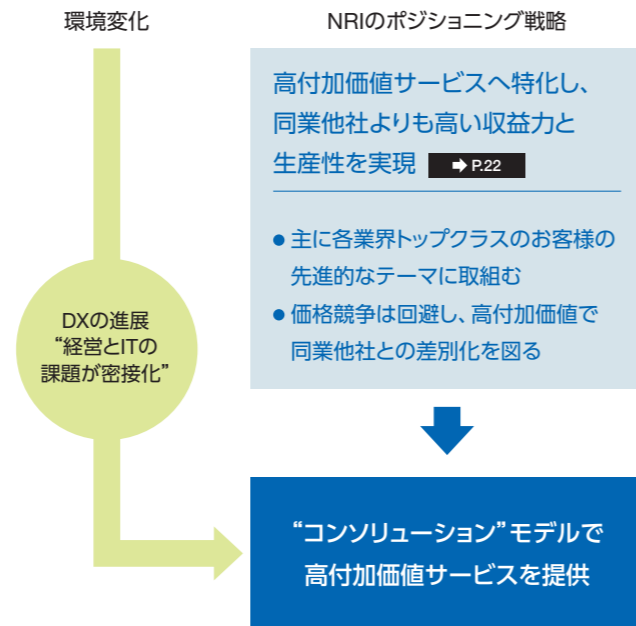 環境変化
NRIのポジショニング戦略
高付加価値サービスへ特化し、
同業他社よりも高い収益力と
生産性を実現 ➡ P.22
● 主に各業界トップクラスのお客様の
先進的なテーマに取組む
● 価格競争は回避し、高付加価値で
同業他社との差別化を図る
DXの進展
“経営とITの
課題が密接化”
“コンソリューション”モデルで
高付加価値サービスを提供